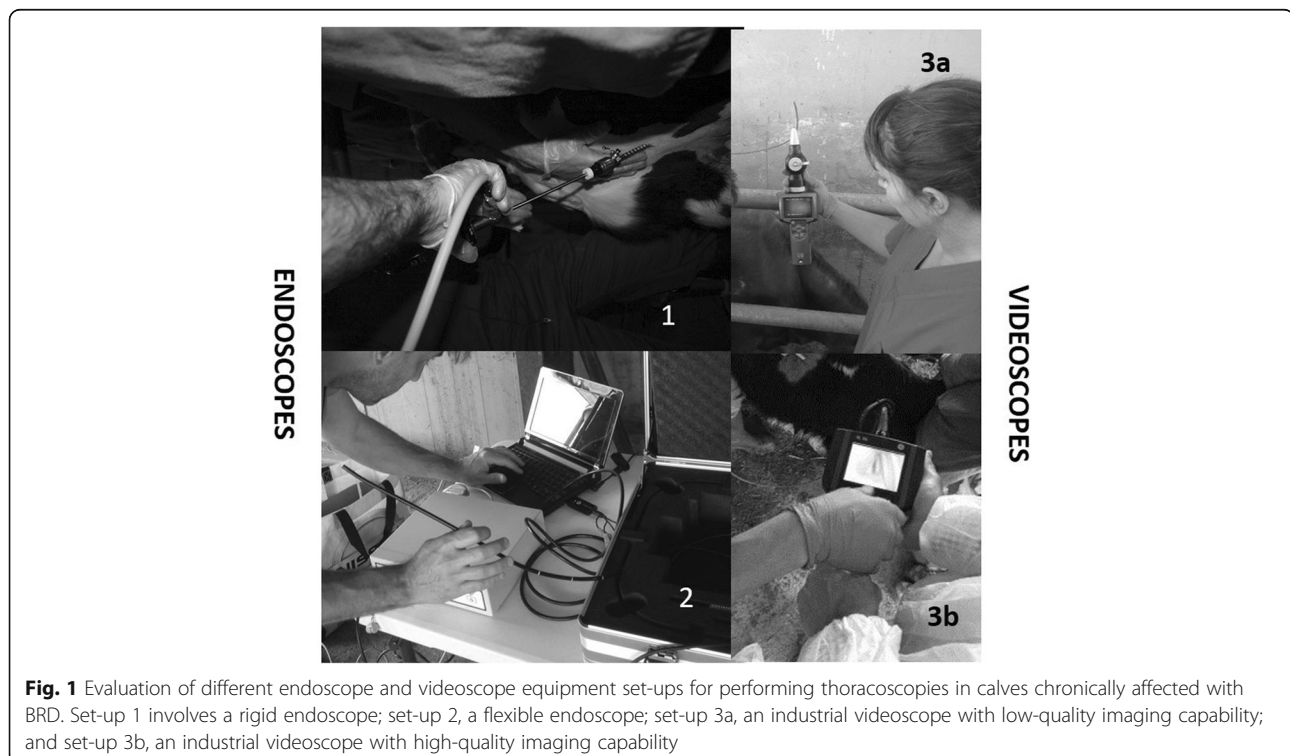 ENDOSCOPES
1
2
3a
3b
VIDEOSCOPES
Fig. 1 Evaluation of different endoscope and videoscope equipment set-ups for performing thoracoscopies in calves chronically affected with
BRD. Set-up 1 involves a rigid endoscope; set-up 2, a flexible endoscope; set-up 3a, an industrial videoscope with low-quality imaging capability;
and set-up 3b, an industrial videoscope with high-quality imaging capability